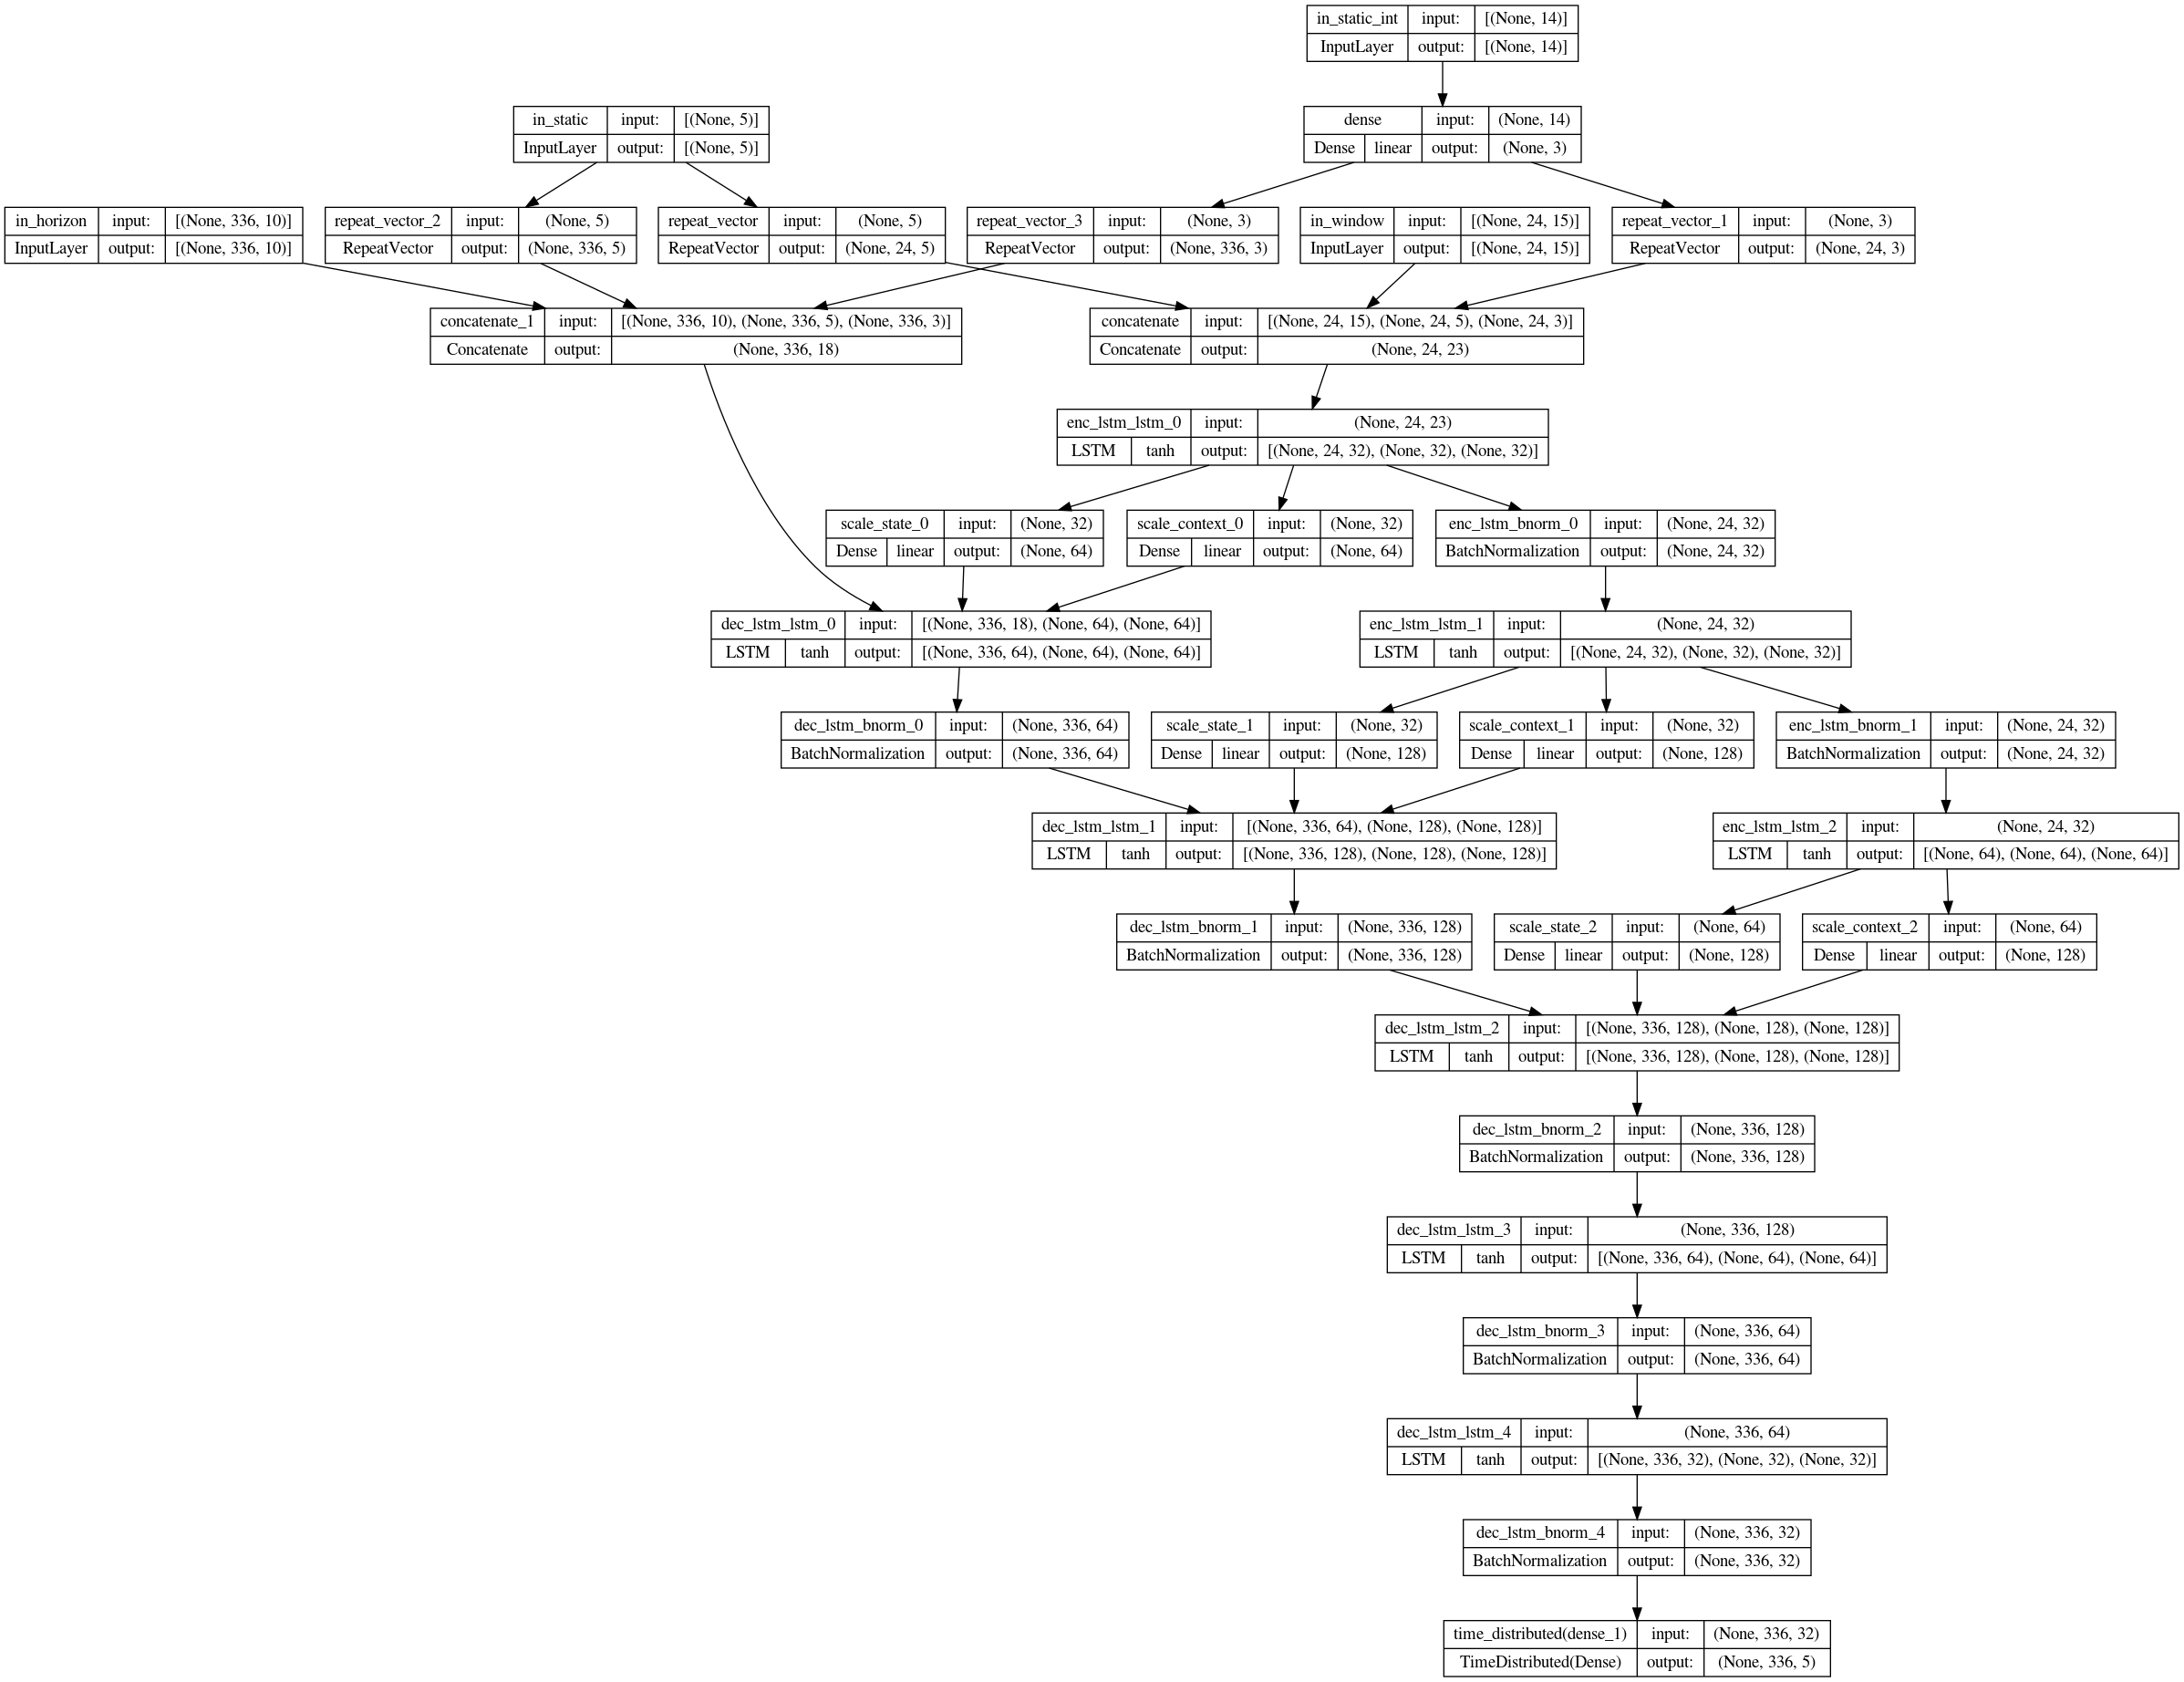 in_static_int input: [(None, 14)]
InputLayer output: [(None, 14)]
in_static input: [(None, 5)]
InputLayer output: [(None, 5)]
dense input: (None, 14)
Dense linear output: (None, 3)
in_horizon input: [(None, 336, 10)]
InputLayer output: [(None, 336, 10)]
repeat_vector_2 input: (None, 5)
RepeatVector output: (None, 336, 5)
repeat_vector input: (None, 5)
RepeatVector output: (None, 24, 5)
repeat_vector_3 input: (None, 3)
RepeatVector output: (None, 336, 3)
in_window input: [(None, 24, 15)]
InputLayer output: [(None, 24, 15)]
repeat_vector_1 input: (None, 3)
RepeatVector output: (None, 24, 3)
concatenate_1 input: [(None, 336, 10), (None, 336, 5), (None, 336, 3)]
Concatenate output: (None, 336, 18)
concatenate input: [(None, 24, 15), (None, 24, 5), (None, 24, 3)]
Concatenate output: (None, 24, 23)
enc_lstm_lstm_0 input: (None, 24, 23)
LSTM tanh output: [(None, 24, 32), (None, 32), (None, 32)]
scale_state_0 input: (None, 32)
Dense linear output: (None, 64)
scale_context_0 input: (None, 32)
Dense linear output: (None, 64)
enc_lstm_bnorm_0 input: (None, 24, 32)
BatchNormalization output: (None, 24, 32)
dec_lstm_lstm_0 input: [(None, 336, 18), (None, 64), (None, 64)]
LSTM tanh output: [(None, 336, 64), (None, 64), (None, 64)]
enc_lstm_lstm_1 input: (None, 24, 32)
LSTM tanh output: [(None, 24, 32), (None, 32), (None, 32)]
dec_lstm_bnorm_0 input: (None, 336, 64)
BatchNormalization output: (None, 336, 64)
scale_state_1 input: (None, 32)
Dense linear output: (None, 128)
scale_context_1 input: (None, 32)
Dense linear output: (None, 128)
enc_lstm_bnorm_1 input: (None, 24, 32)
BatchNormalization output: (None, 24, 32)
dec_lstm_lstm_1 input: [(None, 336, 64), (None, 128), (None, 128)]
LSTM tanh output: [(None, 336, 128), (None, 128), (None, 128)]
enc_lstm_lstm_2 input: (None, 24, 32)
LSTM tanh output: [(None, 64), (None, 64), (None, 64)]
dec_lstm_bnorm_1 input: (None, 336, 128)
BatchNormalization output: (None, 336, 128)
scale_state_2 input: (None, 64)
Dense linear output: (None, 128)
scale_context_2 input: (None, 64)
Dense linear output: (None, 128)
dec_lstm_lstm_2 input: [(None, 336, 128), (None, 128), (None, 128)]
LSTM tanh output: [(None, 336, 128), (None, 128), (None, 128)]
dec_lstm_bnorm_2 input: (None, 336, 128)
BatchNormalization output: (None, 336, 128)
dec_lstm_lstm_3 input: (None, 336, 128)
LSTM tanh output: [(None, 336, 64), (None, 64), (None, 64)]
dec_lstm_bnorm_3 input: (None, 336, 64)
BatchNormalization output: (None, 336, 64)
dec_lstm_lstm_4 input: (None, 336, 64)
LSTM tanh output: [(None, 336, 32), (None, 32), (None, 32)]
dec_lstm_bnorm_4 input: (None, 336, 32)
BatchNormalization output: (None, 336, 32)
time_distributed(dense_1) input: (None, 336, 32)
TimeDistributed(Dense) output: (None, 336, 5)